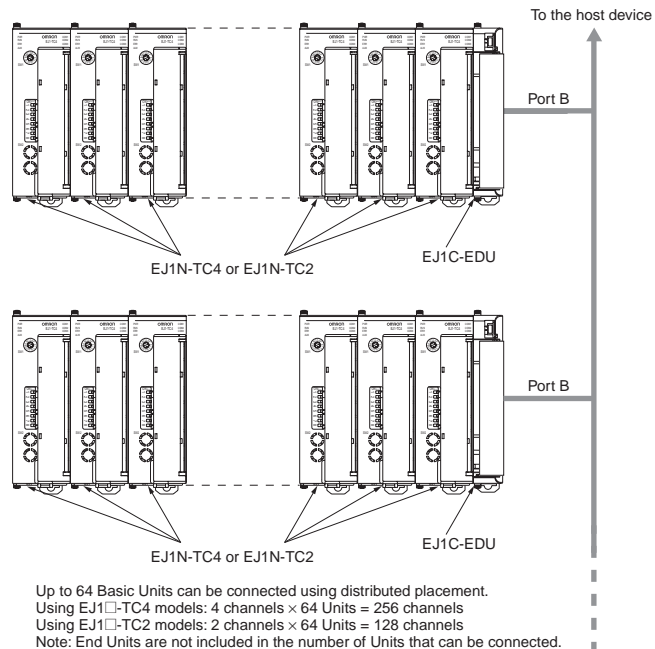 To the host device
Port B
EJ1N-TC4 or EJ1N-TC2
EJ1C-EDU
Port B
EJ1N-TC4 or EJ1N-TC2
EJ1C-EDU
Up to 64 Basic Units can be connected using distributed placement.
Using EJ1□-TC4 models: 4 channels × 64 Units = 256 channels
Using EJ1□-TC2 models: 2 channels × 64 Units = 128 channels
Note: End Units are not included in the number of Units that can be connected.